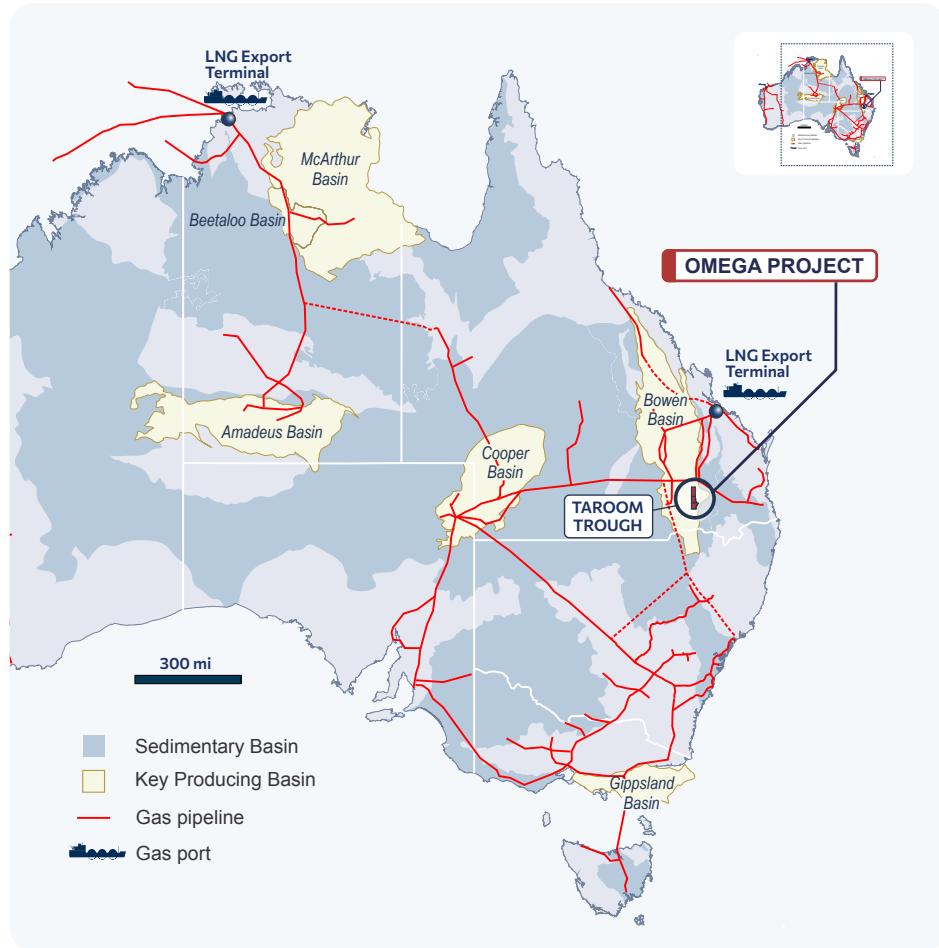 LNG Export
Terminal
McArthur
Basin
Beetaloo Basin
OMEGA PROJECT
LNG Export
Terminal
Bowen
Basin
Amadeus Basin
Cooper
Basin
TAROOM
TROUGH
300 mi
Sedimentary Basin
Key Producing Basin
Gas pipeline
Gas port
Gippsland
Basin